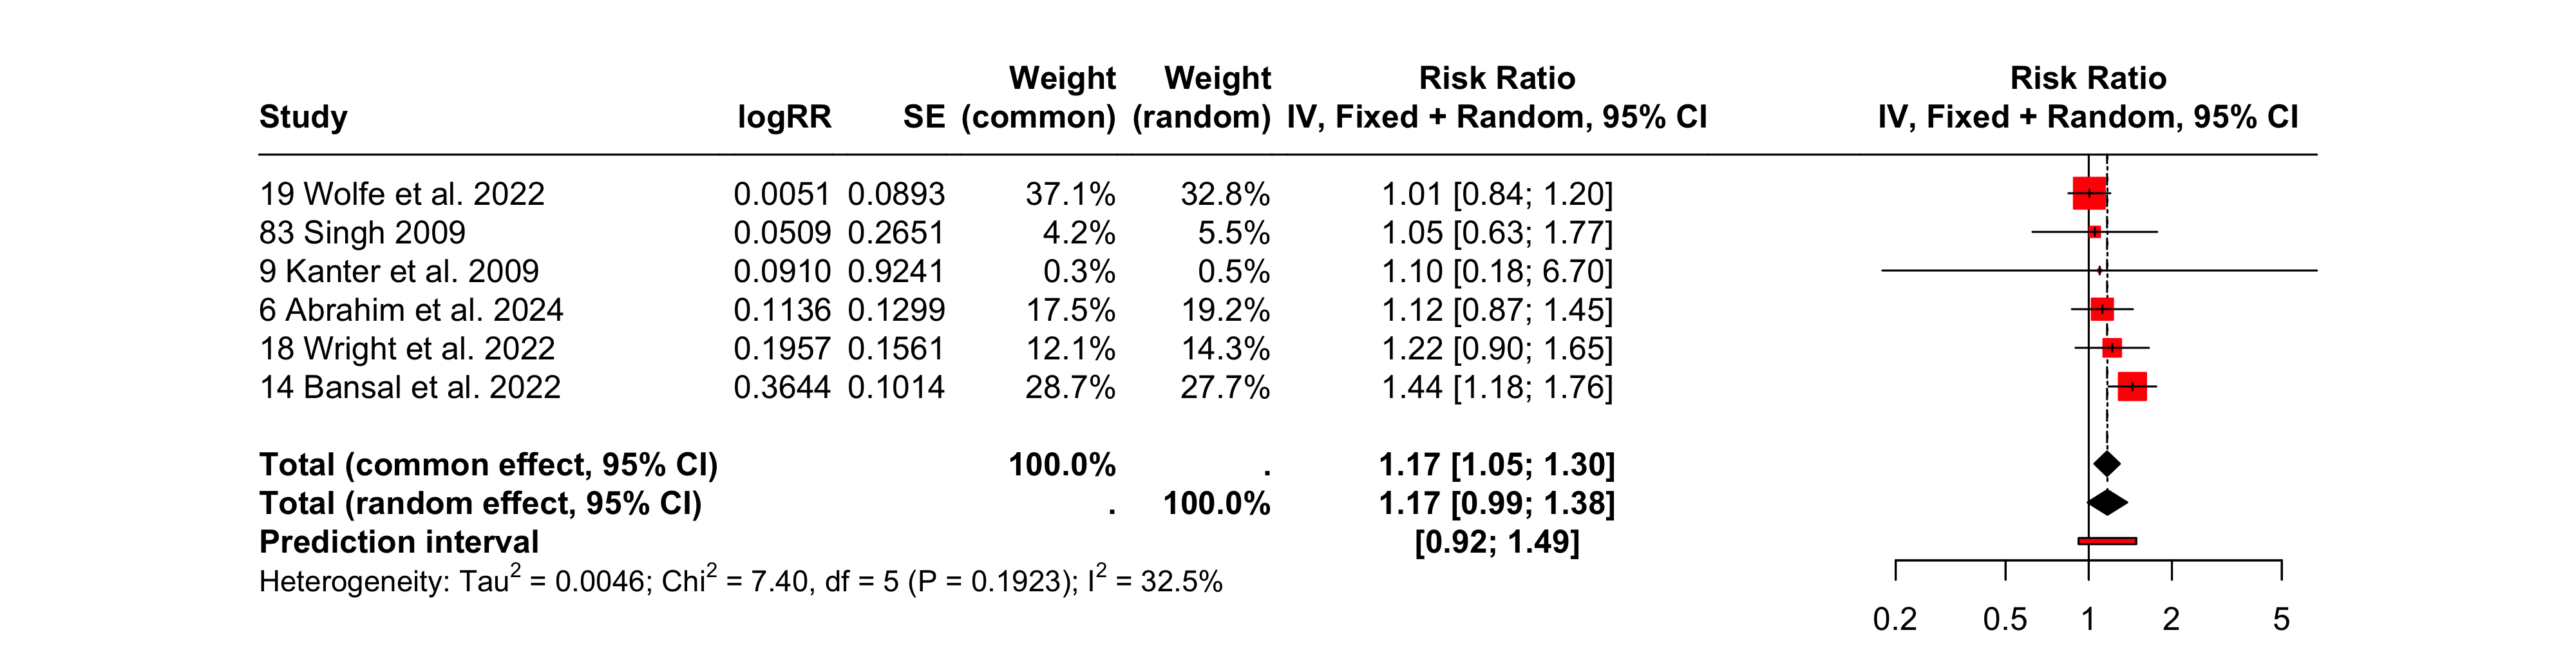 Weight Weight Risk Ratio Risk Ratio
Study logRR SE (common) (random) IV, Fixed + Random, 95% CI IV, Fixed + Random, 95% CI
19 Wolfe et al. 2022 0.0051 0.0893 37.1% 32.8% 1.01 [0.84; 1.20]
83 Singh 2009 0.0509 0.2651 4.2% 5.5% 1.05 [0.63; 1.77]
9 Kanter et al. 2009 0.0910 0.9241 0.3% 0.5% 1.10 [0.18; 6.70]
6 Abrahim et al. 2024 0.1136 0.1299 17.5% 19.2% 1.12 [0.87; 1.45]
18 Wright et al. 2022 0.1957 0.1561 12.1% 14.3% 1.22 [0.90; 1.65]
14 Bansal et al. 2022 0.3644 0.1014 28.7% 27.7% 1.44 [1.18; 1.76]
Total (common effect, 95% CI) 100.0% . 1.17 [1.05; 1.30]
Total (random effect, 95% CI) . 100.0% 1.17 [0.99; 1.38]
Prediction interval [0.92; 1.49]
Heterogeneity: Tau² = 0.0046; Chi² = 7.40, df = 5 (P = 0.1923); I² = 32.5%
0.2 0.5 1 2 5